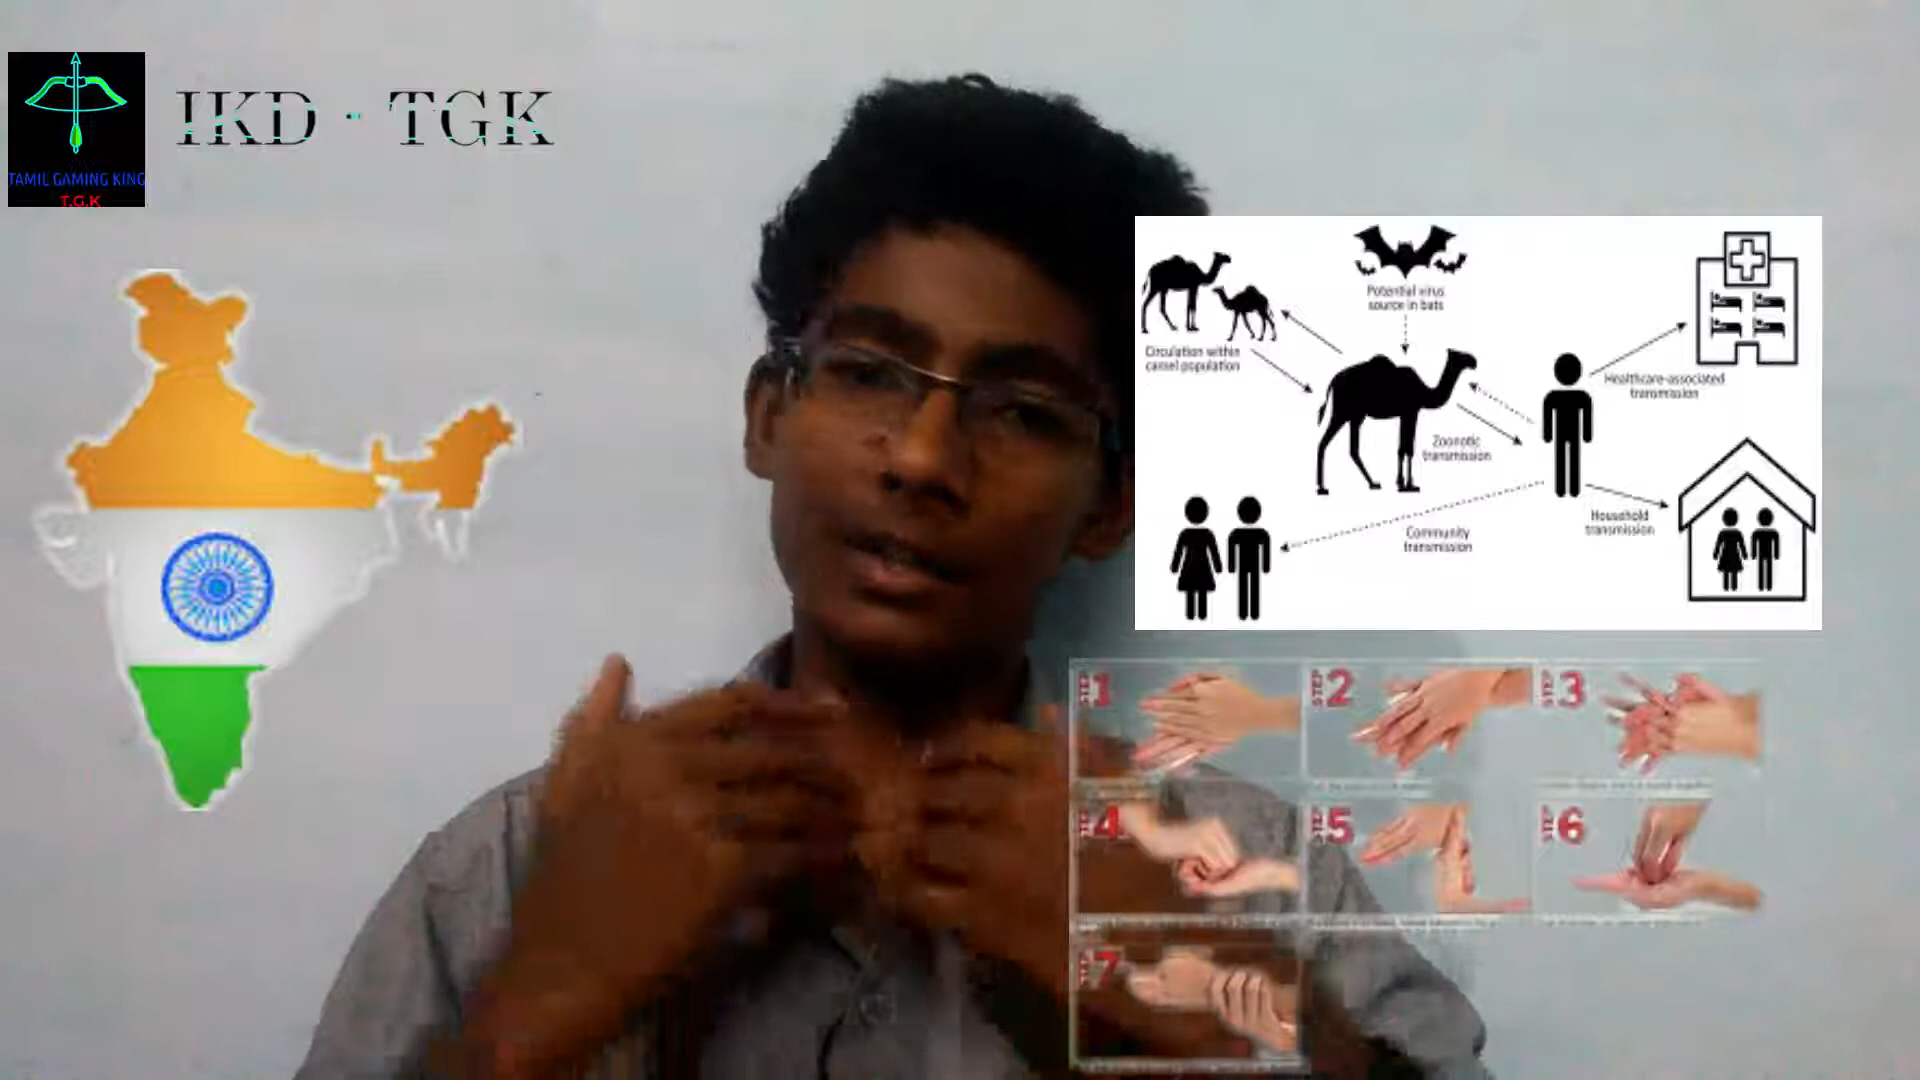 IKD - TGK
TAMIL GAMING KING
T.G.K
Potential virus
source in bats
Circulation within
camel population
Healthcare-associated
transmission
Zoonotic
transmission
Household
transmission
Community
transmission
STEP 1
STEP 2
STEP 3
STEP 4
STEP 5
STEP 6
STEP 7